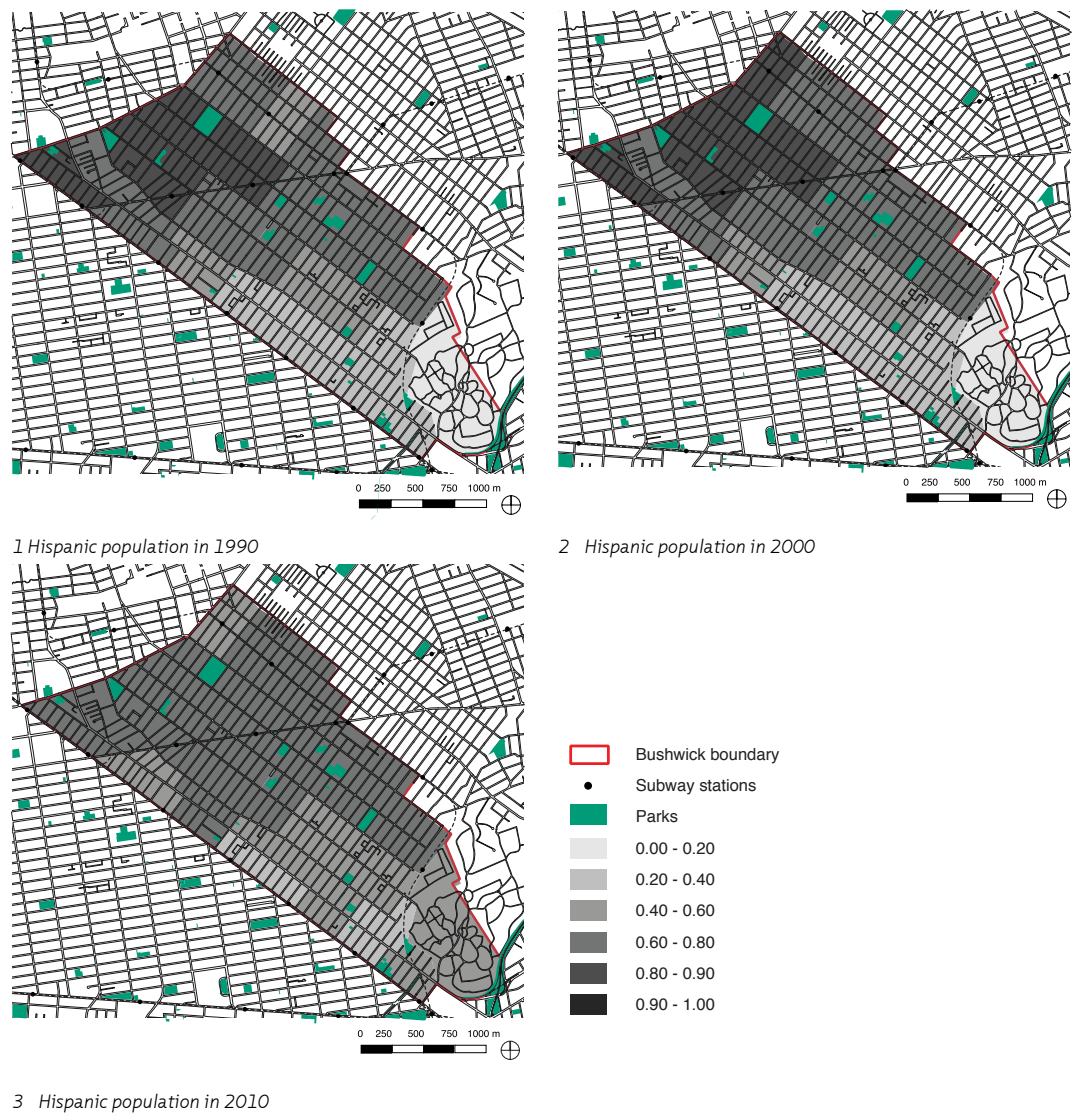 0 250 500 750 1000 m
0 250 500 750 1000 m
1 Hispanic population in 1990
2 Hispanic population in 2000
Bushwick boundary
Subway stations
Parks
0.00 - 0.20
0.20 - 0.40
0.40 - 0.60
0.60 - 0.80
0.80 - 0.90
0.90 - 1.00
0 250 500 750 1000 m
3 Hispanic population in 2010